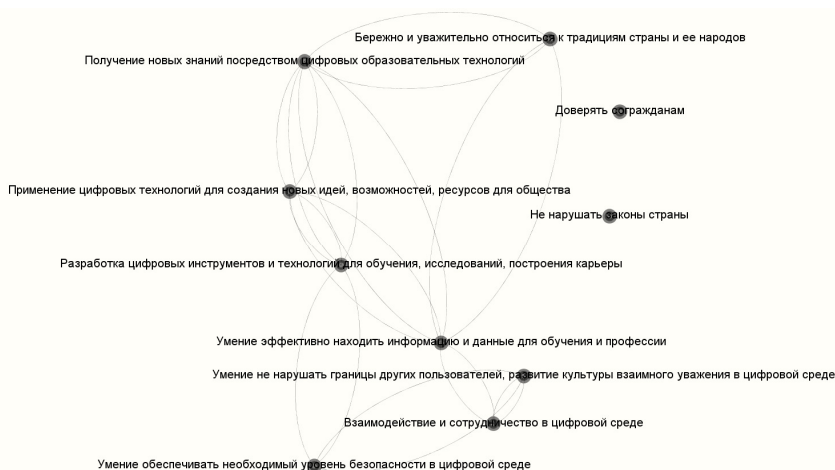 Бережно и уважительно относиться к традициям страны и ее народов
Получение новых знаний посредством цифровых образовательных технологий
Доверять согражданам
Применение цифровых технологий для создания новых идей, возможностей, ресурсов для общества
Не нарушать законы страны
Разработка цифровых инструментов и технологий для обучения, исследований, построения карьеры
Умение эффективно находить информацию и данные для обучения и профессии
Умение не нарушать границы других пользователей, развитие культуры взаимного уважения в цифровой среде
Взаимодействие и сотрудничество в цифровой среде
Умение обеспечивать необходимый уровень безопасности в цифровой среде